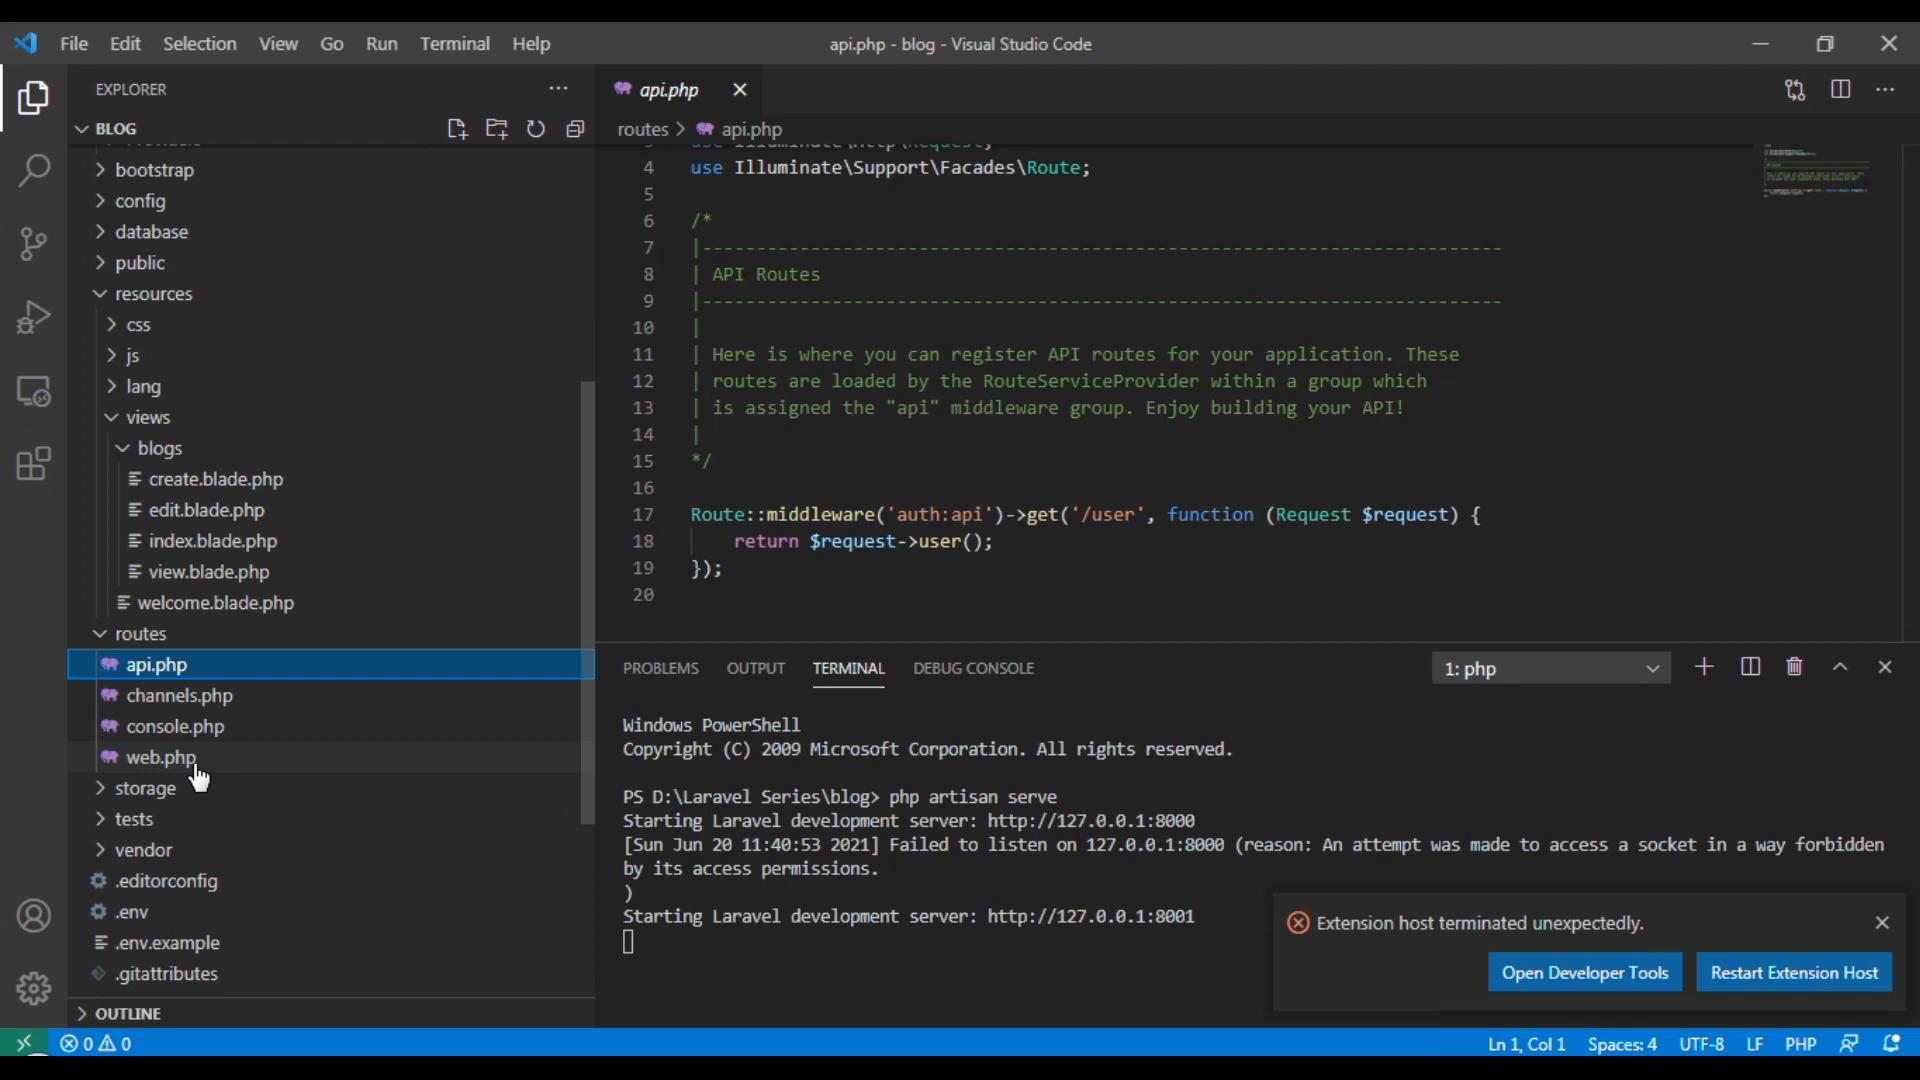 File Edit Selection View Go Run Terminal Help
api.php - blog - Visual Studio Code
EXPLORER
BLOG
bootstrap
config
database
public
resources
css
js
lang
views
blogs
create.blade.php
edit.blade.php
index.blade.php
view.blade.php
welcome.blade.php
routes
api.php
channels.php
console.php
web.php
storage
tests
vendor
.editorconfig
.env
.env.example
.gitattributes
OUTLINE
api.php
routes > api.php
4 use Illuminate\Support\Facades\Route;
5
6 /*
7 |--------------------------------------------------------------------------
8 | API Routes
9 |--------------------------------------------------------------------------
10 |
11 | Here is where you can register API routes for your application. These
12 | routes are loaded by the RouteServiceProvider within a group which
13 | is assigned the "api" middleware group. Enjoy building your API!
14 |
15 */
16
17 Route::middleware('auth:api')->get('/user', function (Request $request) {
18 return $request->user();
19 });
20
PROBLEMS OUTPUT TERMINAL DEBUG CONSOLE
1: php
Windows PowerShell
Copyright (C) 2009 Microsoft Corporation. All rights reserved.
PS D:\Laravel Series\blog> php artisan serve
Starting Laravel development server: http://127.0.0.1:8000
[Sun Jun 20 11:40:53 2021] Failed to listen on 127.0.0.1:8000 (reason: An attempt was made to access a socket in a way forbidden
by its access permissions.
)
Starting Laravel development server: http://127.0.0.1:8001
Extension host terminated unexpectedly.
Open Developer Tools
Restart Extension Host
0 0
Ln 1, Col 1 Spaces: 4 UTF-8 LF PHP